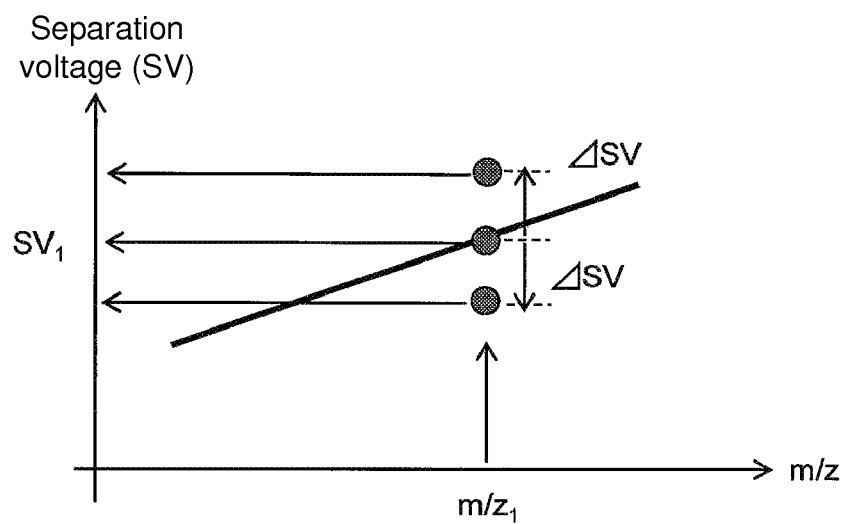 Separation
voltage (SV)
⊿SV
SV₁
⊿SV
m/z
m/z₁